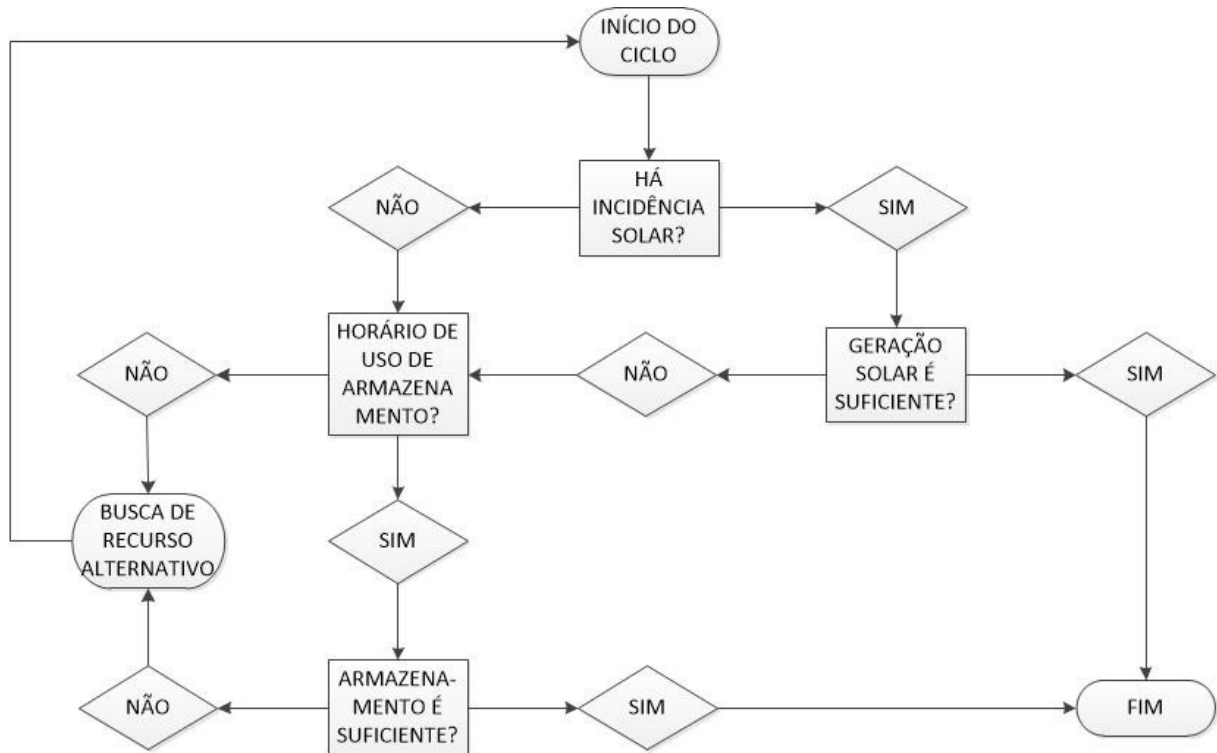 INÍCIO DO
CICLO
NÃO
HÁ
INCIDÊNCIA
SOLAR?
SIM
NÃO
HORÁRIO DE
USO DE
ARMAZENA
MENTO?
NÃO
GERAÇÃO
SOLAR É
SUFICIENTE?
SIM
BUSCA DE
RECURSO
ALTERNATIVO
SIM
NÃO
ARMAZENA-
MENTO É
SUFICIENTE?
SIM
FIM